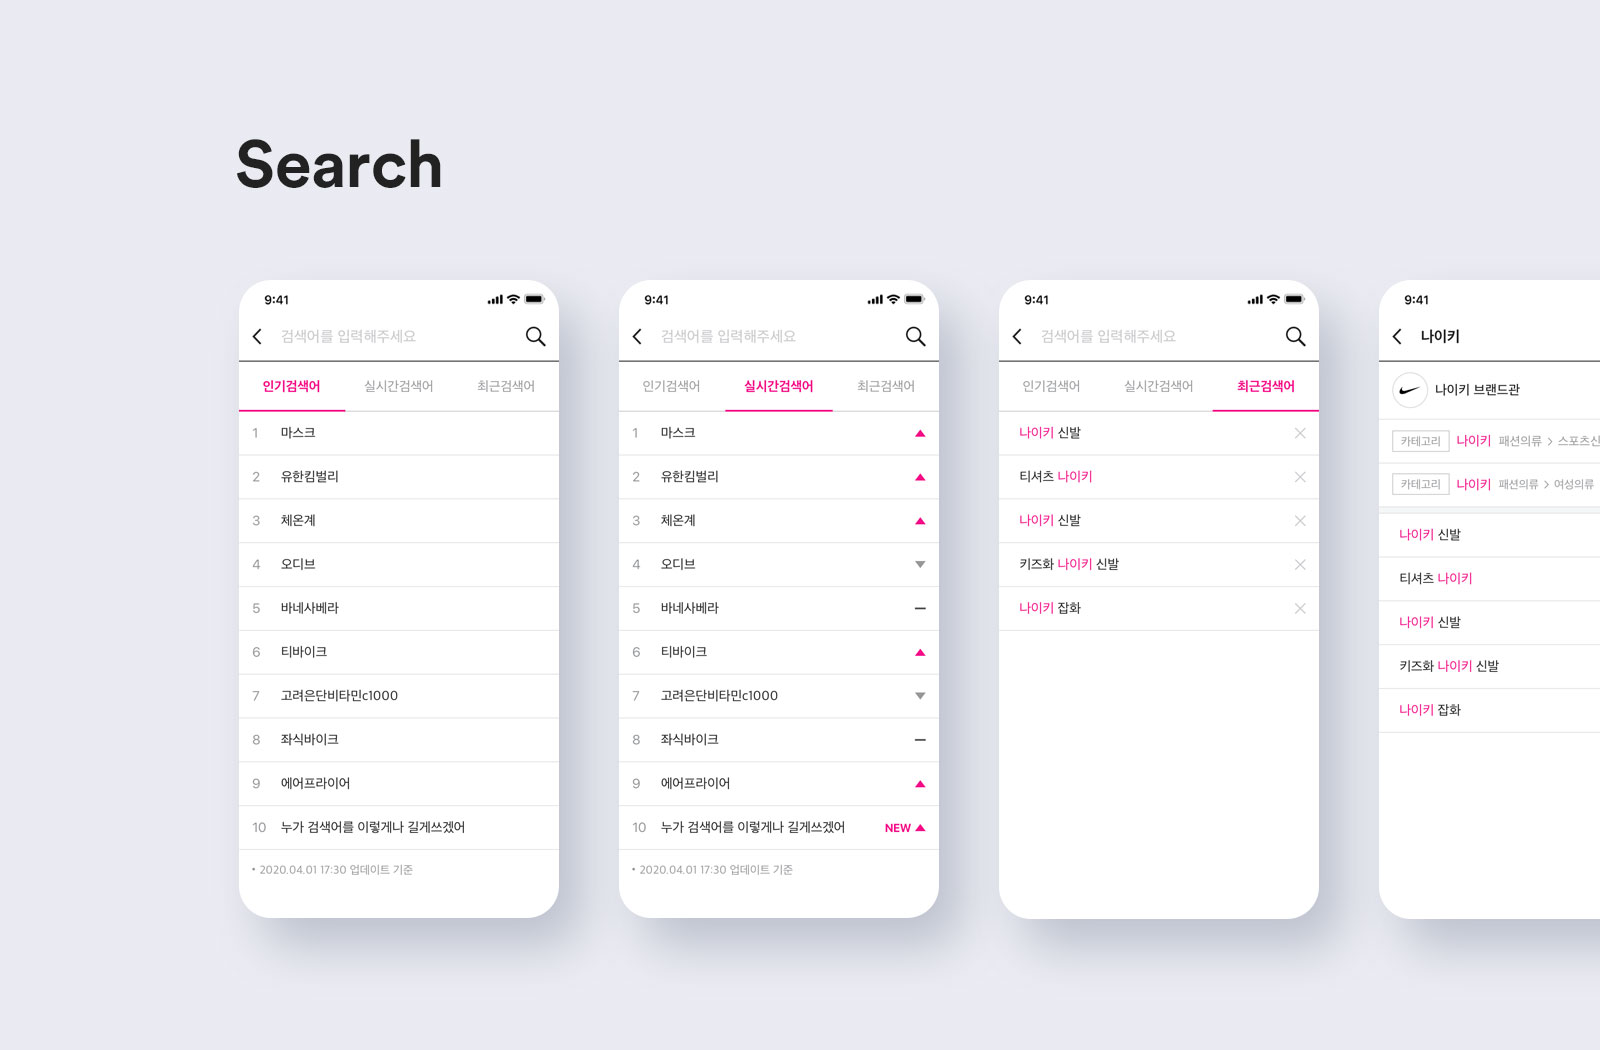 Search
9:41
검색어를 입력해주세요
인기검색어 실시간검색어 최근검색어
1 마스크
2 유한킴벌리
3 체온계
4 오디브
5 바네사베라
6 티바이크
7 고려은단비타민c1000
8 좌식바이크
9 에어프라이어
10 누가 검색어를 이렇게나 길게쓰겠어
• 2020.04.01 17:30 업데이트 기준
9:41
검색어를 입력해주세요
인기검색어 실시간검색어 최근검색어
1 마스크
2 유한킴벌리
3 체온계
4 오디브
5 바네사베라
6 티바이크
7 고려은단비타민c1000
8 좌식바이크
9 에어프라이어
10 누가 검색어를 이렇게나 길게쓰겠어 NEW
• 2020.04.01 17:30 업데이트 기준
9:41
검색어를 입력해주세요
인기검색어 실시간검색어 최근검색어
나이키 신발
티셔츠 나이키
나이키 신발
키즈화 나이키 신발
나이키 잡화
9:41
나이키
나이키 브랜드관
카테고리 나이키 패션의류 > 스포츠신
카테고리 나이키 패션의류 > 여성의류
나이키 신발
티셔츠 나이키
나이키 신발
키즈화 나이키 신발
나이키 잡화